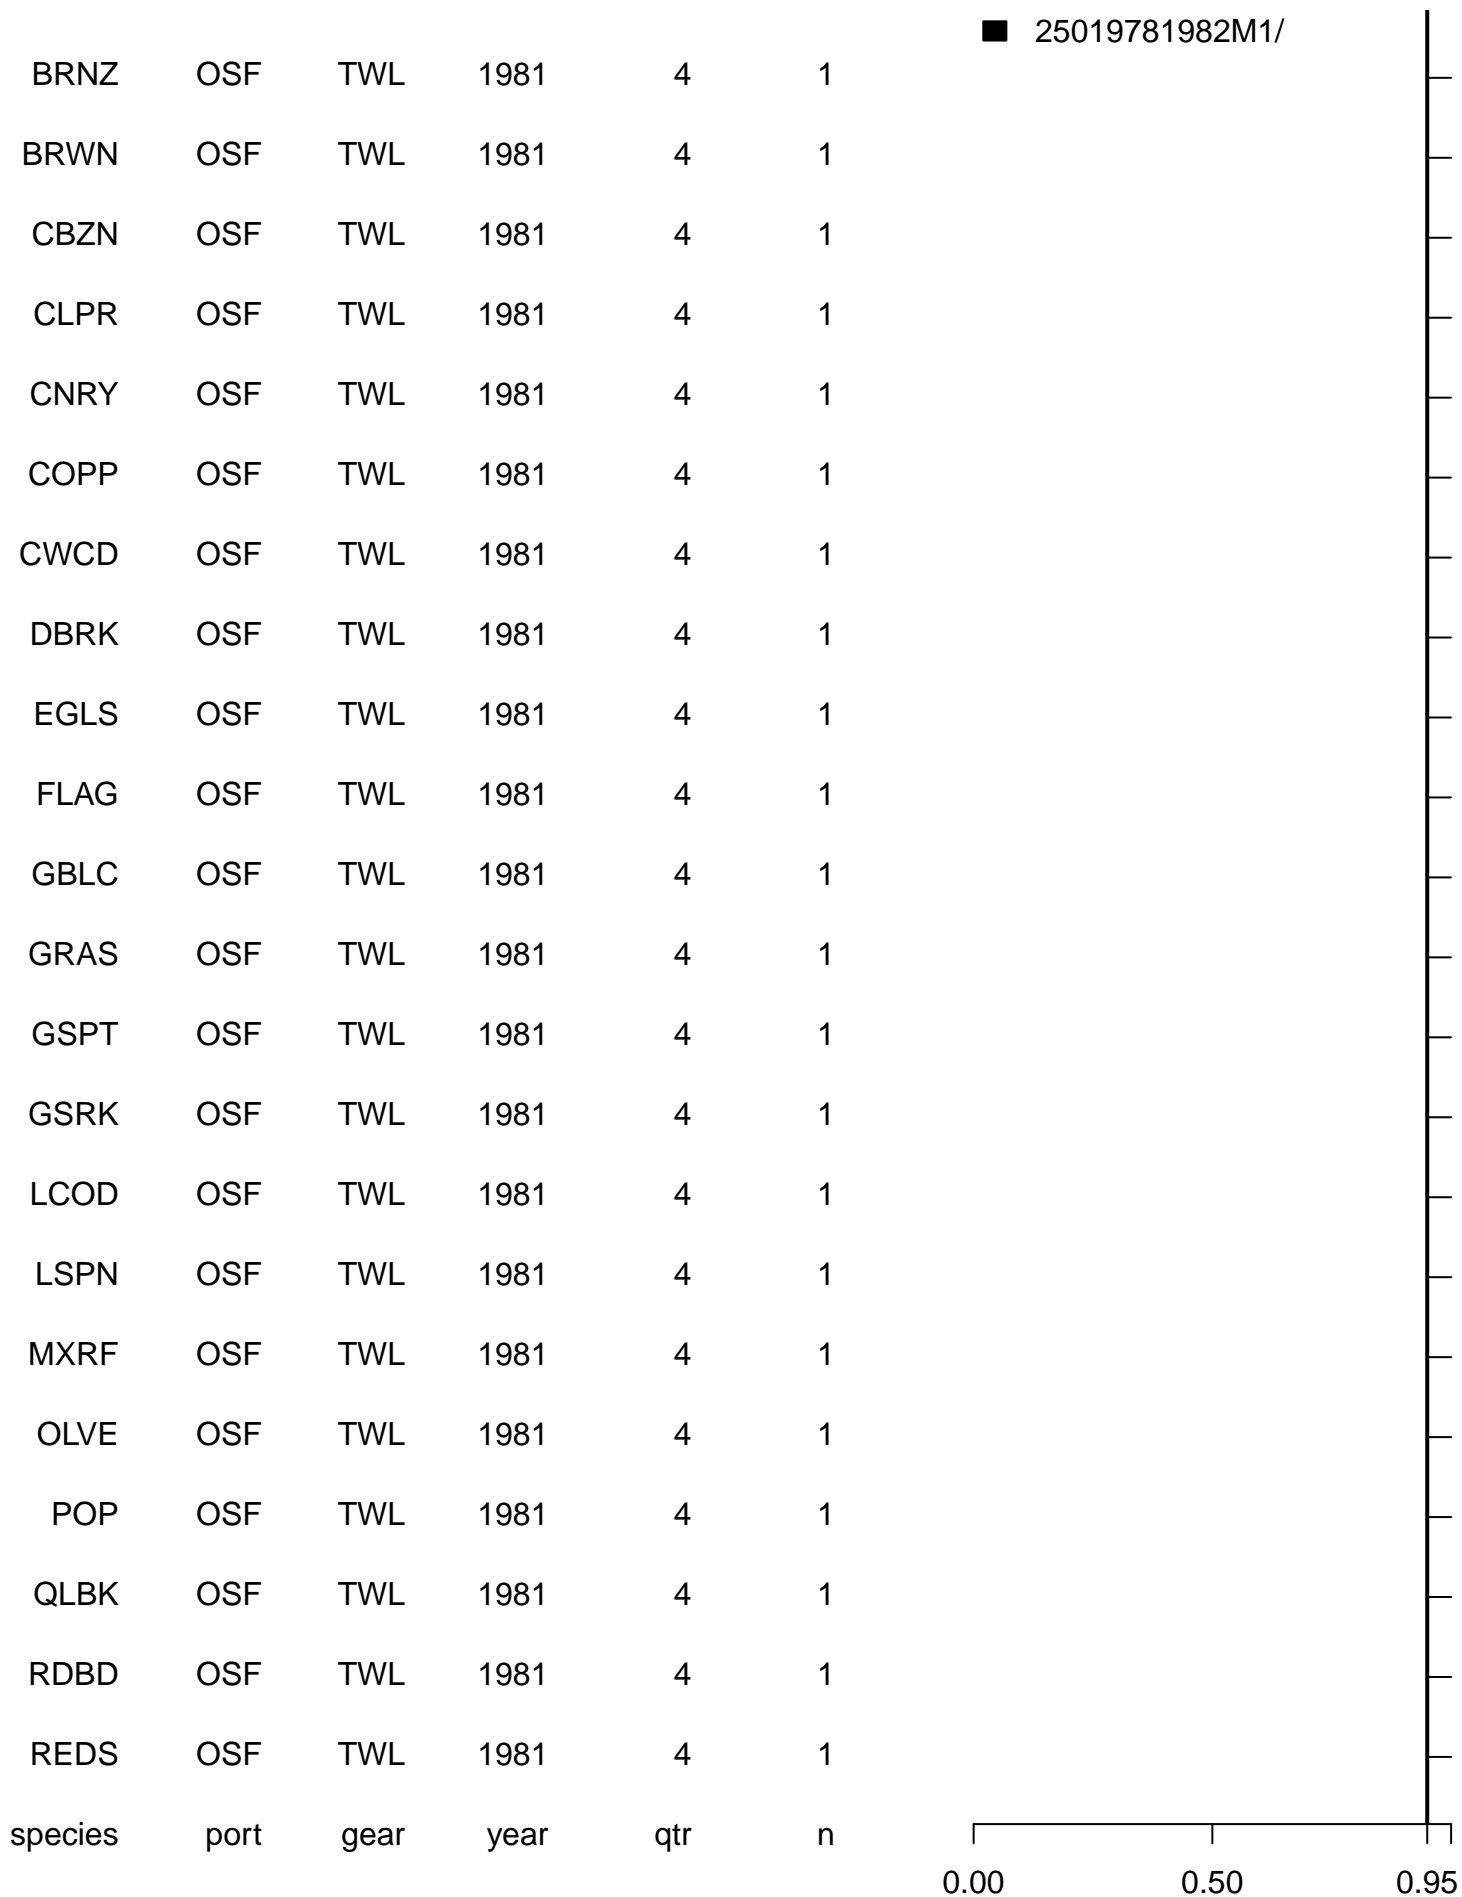 25019781982M1/
BRNZ OSF TWL 1981 4 1
BRWN OSF TWL 1981 4 1
CBZN OSF TWL 1981 4 1
CLPR OSF TWL 1981 4 1
CNRY OSF TWL 1981 4 1
COPP OSF TWL 1981 4 1
CWCD OSF TWL 1981 4 1
DBRK OSF TWL 1981 4 1
EGLS OSF TWL 1981 4 1
FLAG OSF TWL 1981 4 1
GBLC OSF TWL 1981 4 1
GRAS OSF TWL 1981 4 1
GSPT OSF TWL 1981 4 1
GSRK OSF TWL 1981 4 1
LCOD OSF TWL 1981 4 1
LSPN OSF TWL 1981 4 1
MXRF OSF TWL 1981 4 1
OLVE OSF TWL 1981 4 1
POP OSF TWL 1981 4 1
QLBK OSF TWL 1981 4 1
RDBD OSF TWL 1981 4 1
REDS OSF TWL 1981 4 1
species port gear year qtr n
0.00 0.50 0.95